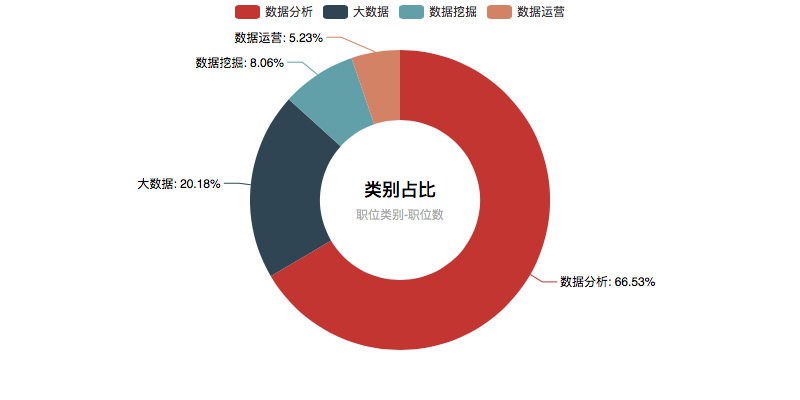 数据分析 大数据 数据挖掘 数据运营
数据运营: 5.23%
数据挖掘: 8.06%
大数据: 20.18%
类别占比
职位类别-职位数
数据分析: 66.53%